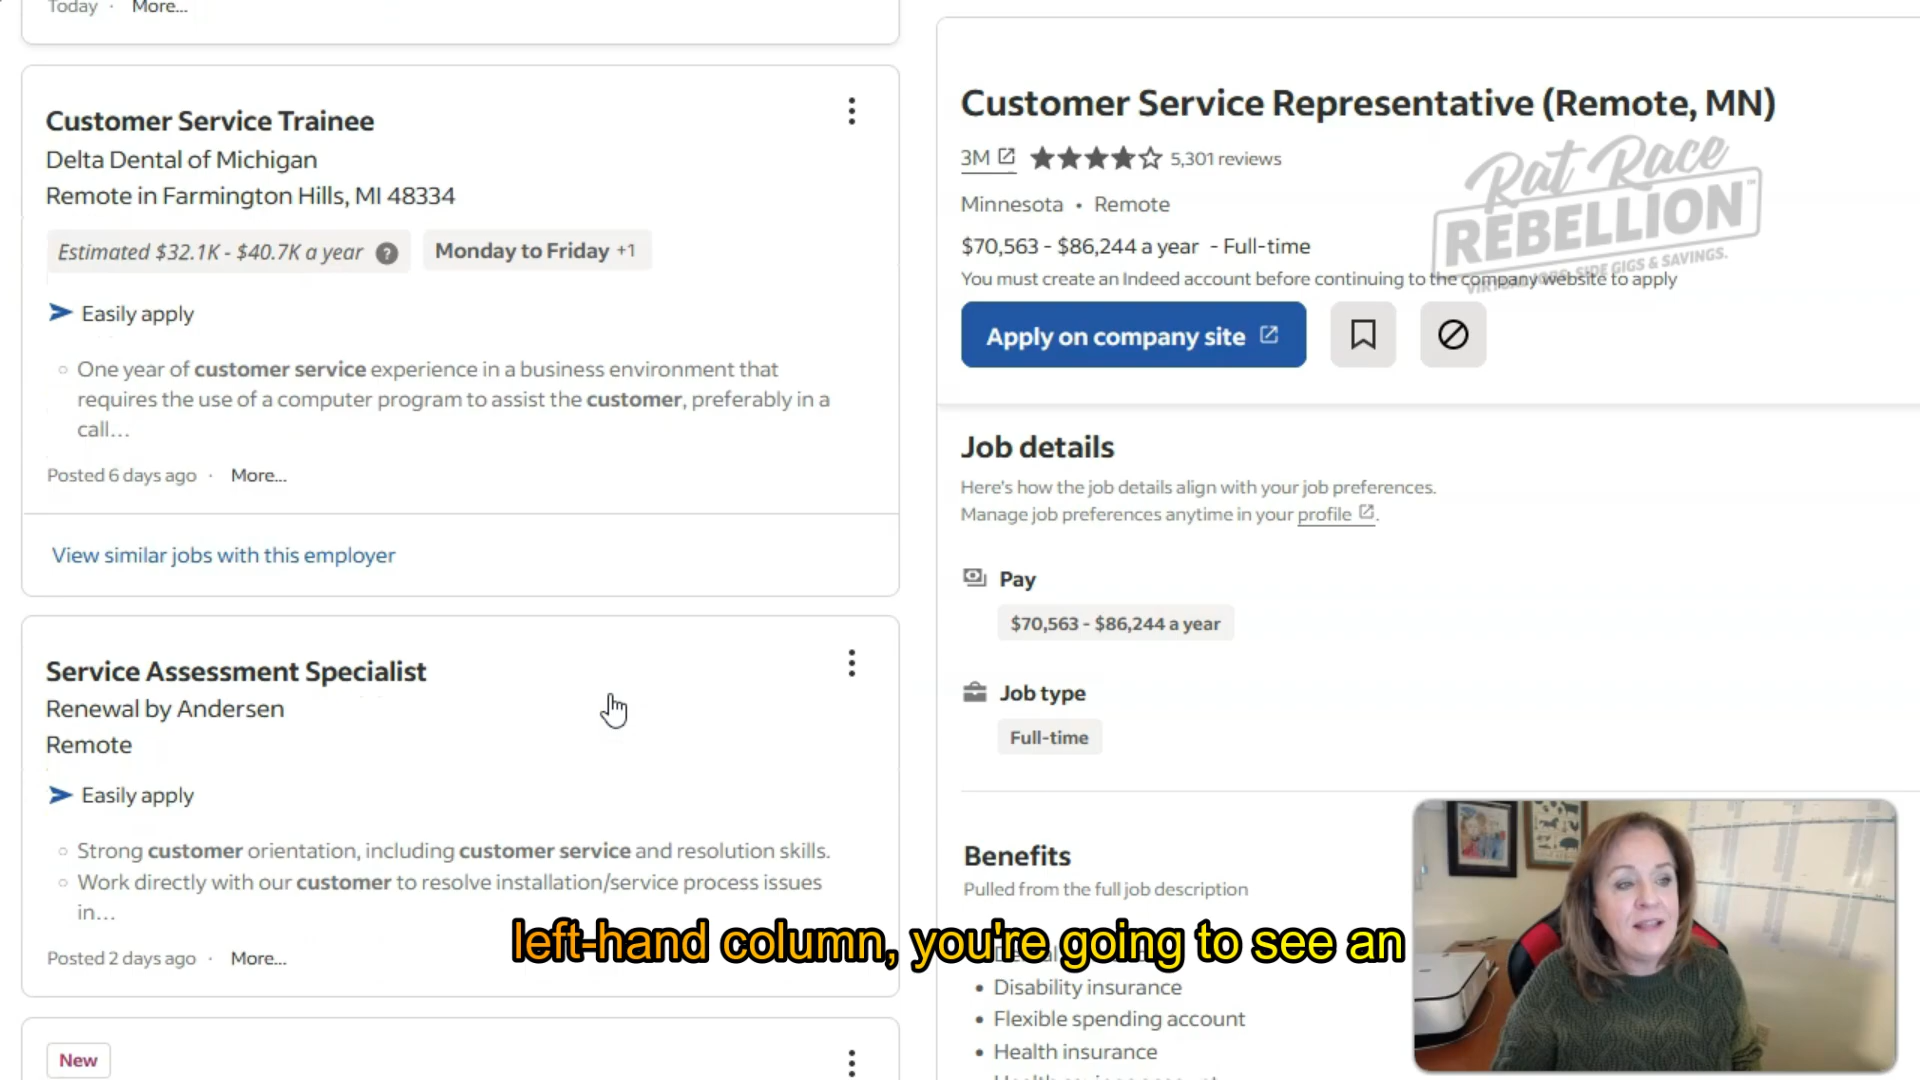 Today · More...
Customer Service Trainee
Delta Dental of Michigan
Remote in Farmington Hills, MI 48334
Estimated $32.1K - $40.7K a year ?
Monday to Friday +1
Easily apply
One year of customer service experience in a business environment that
requires the use of a computer program to assist the customer, preferably in a
call...
Posted 6 days ago · More...
View similar jobs with this employer
Service Assessment Specialist
Renewal by Andersen
Remote
Easily apply
Strong customer orientation, including customer service and resolution skills.
Work directly with our customer to resolve installation/service process issues
in...
Posted 2 days ago · More...
New
Customer Service Representative (Remote, MN)
3M 5,301 reviews
Minnesota • Remote
$70,563 - $86,244 a year - Full-time
You must create an Indeed account before continuing to the company website to apply
Apply on company site
Rat Race
REBELLION™
SIDE GIGS & SAVINGS.
Job details
Here's how the job details align with your job preferences.
Manage job preferences anytime in your profile.
Pay
$70,563 - $86,244 a year
Job type
Full-time
Benefits
Pulled from the full job description
• Disability insurance
• Flexible spending account
• Health insurance
left-hand column, you're going to see an